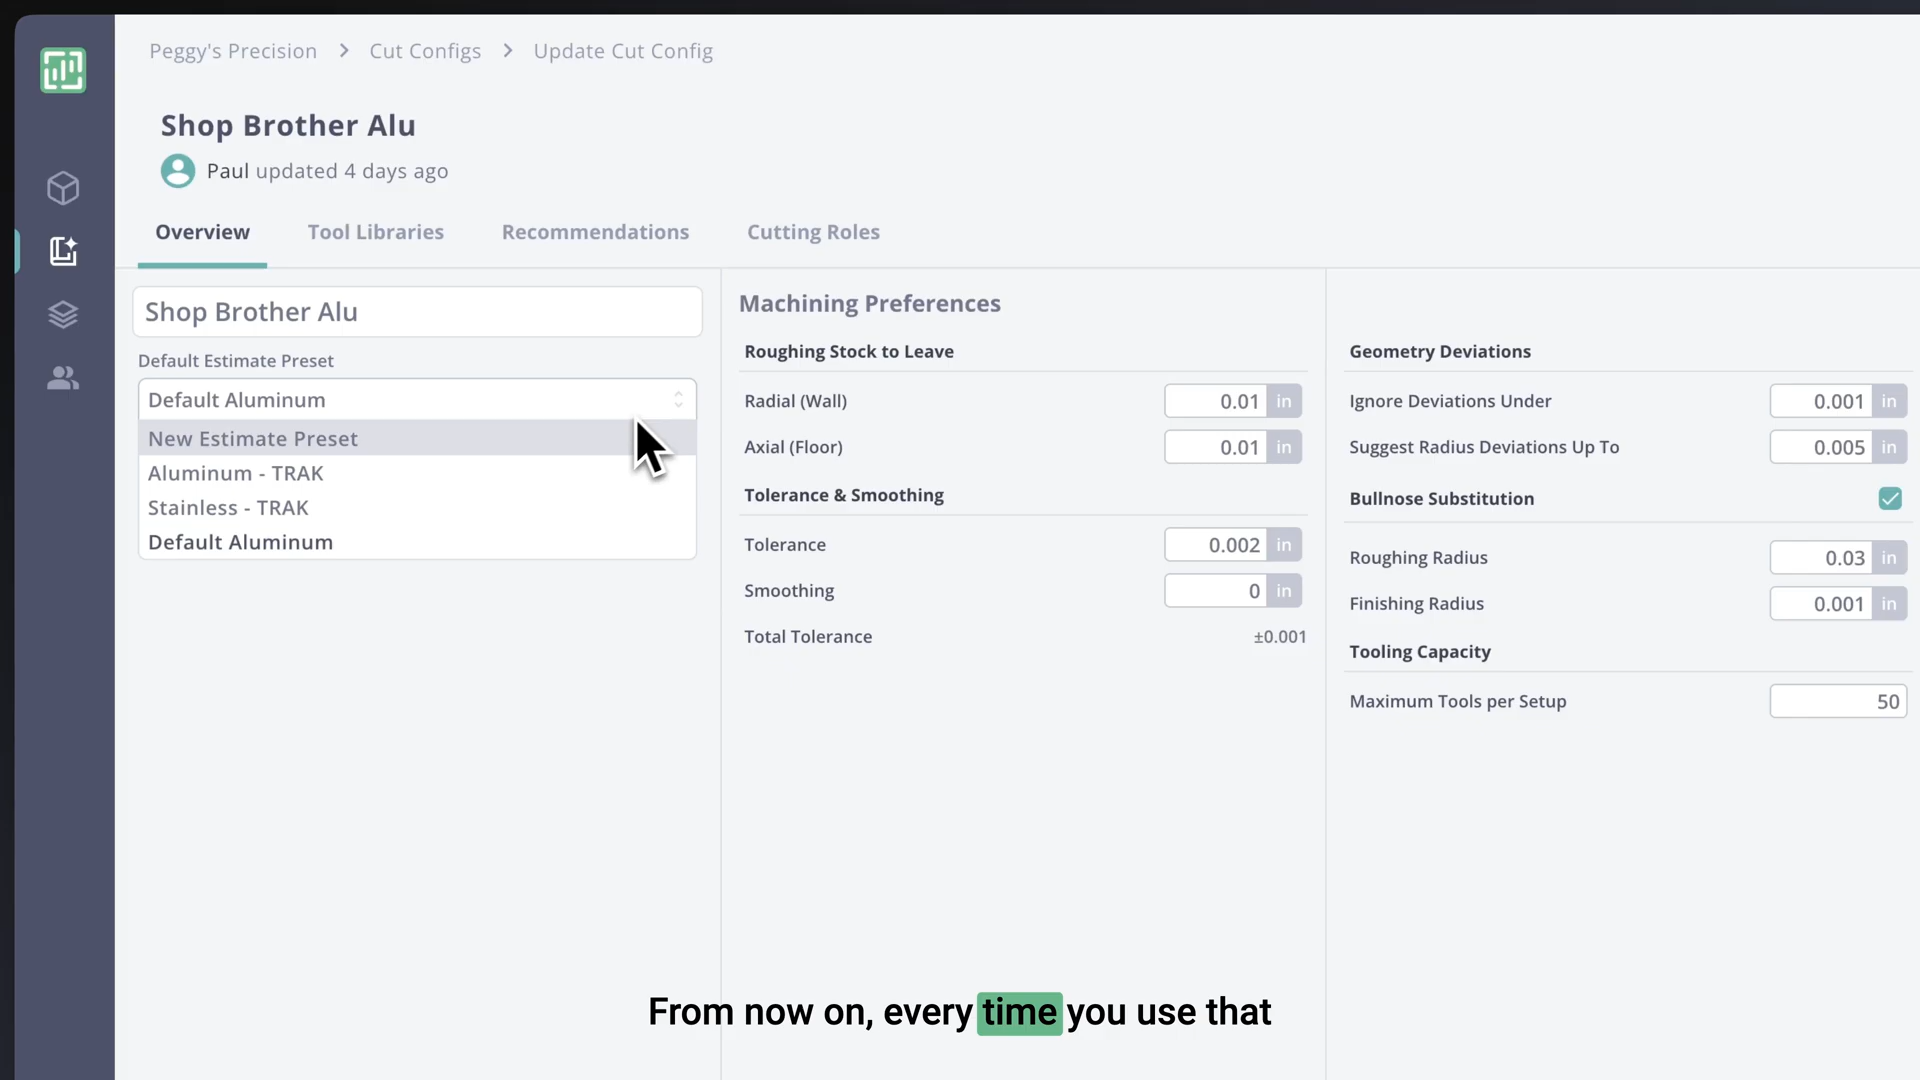 Peggy's Precision > Cut Configs > Update Cut Config
Shop Brother Alu
Paul updated 4 days ago
Overview Tool Libraries Recommendations Cutting Roles
Shop Brother Alu
Default Estimate Preset
Default Aluminum
New Estimate Preset
Aluminum - TRAK
Stainless - TRAK
Default Aluminum
Machining Preferences
Roughing Stock to Leave
Radial (Wall) 0.01 in
Axial (Floor) 0.01 in
Tolerance & Smoothing
Tolerance 0.002 in
Smoothing 0 in
Total Tolerance ±0.001
Geometry Deviations
Ignore Deviations Under 0.001 in
Suggest Radius Deviations Up To 0.005 in
Bullnose Substitution
Roughing Radius 0.03 in
Finishing Radius 0.001 in
Tooling Capacity
Maximum Tools per Setup 50
From now on, every time you use that